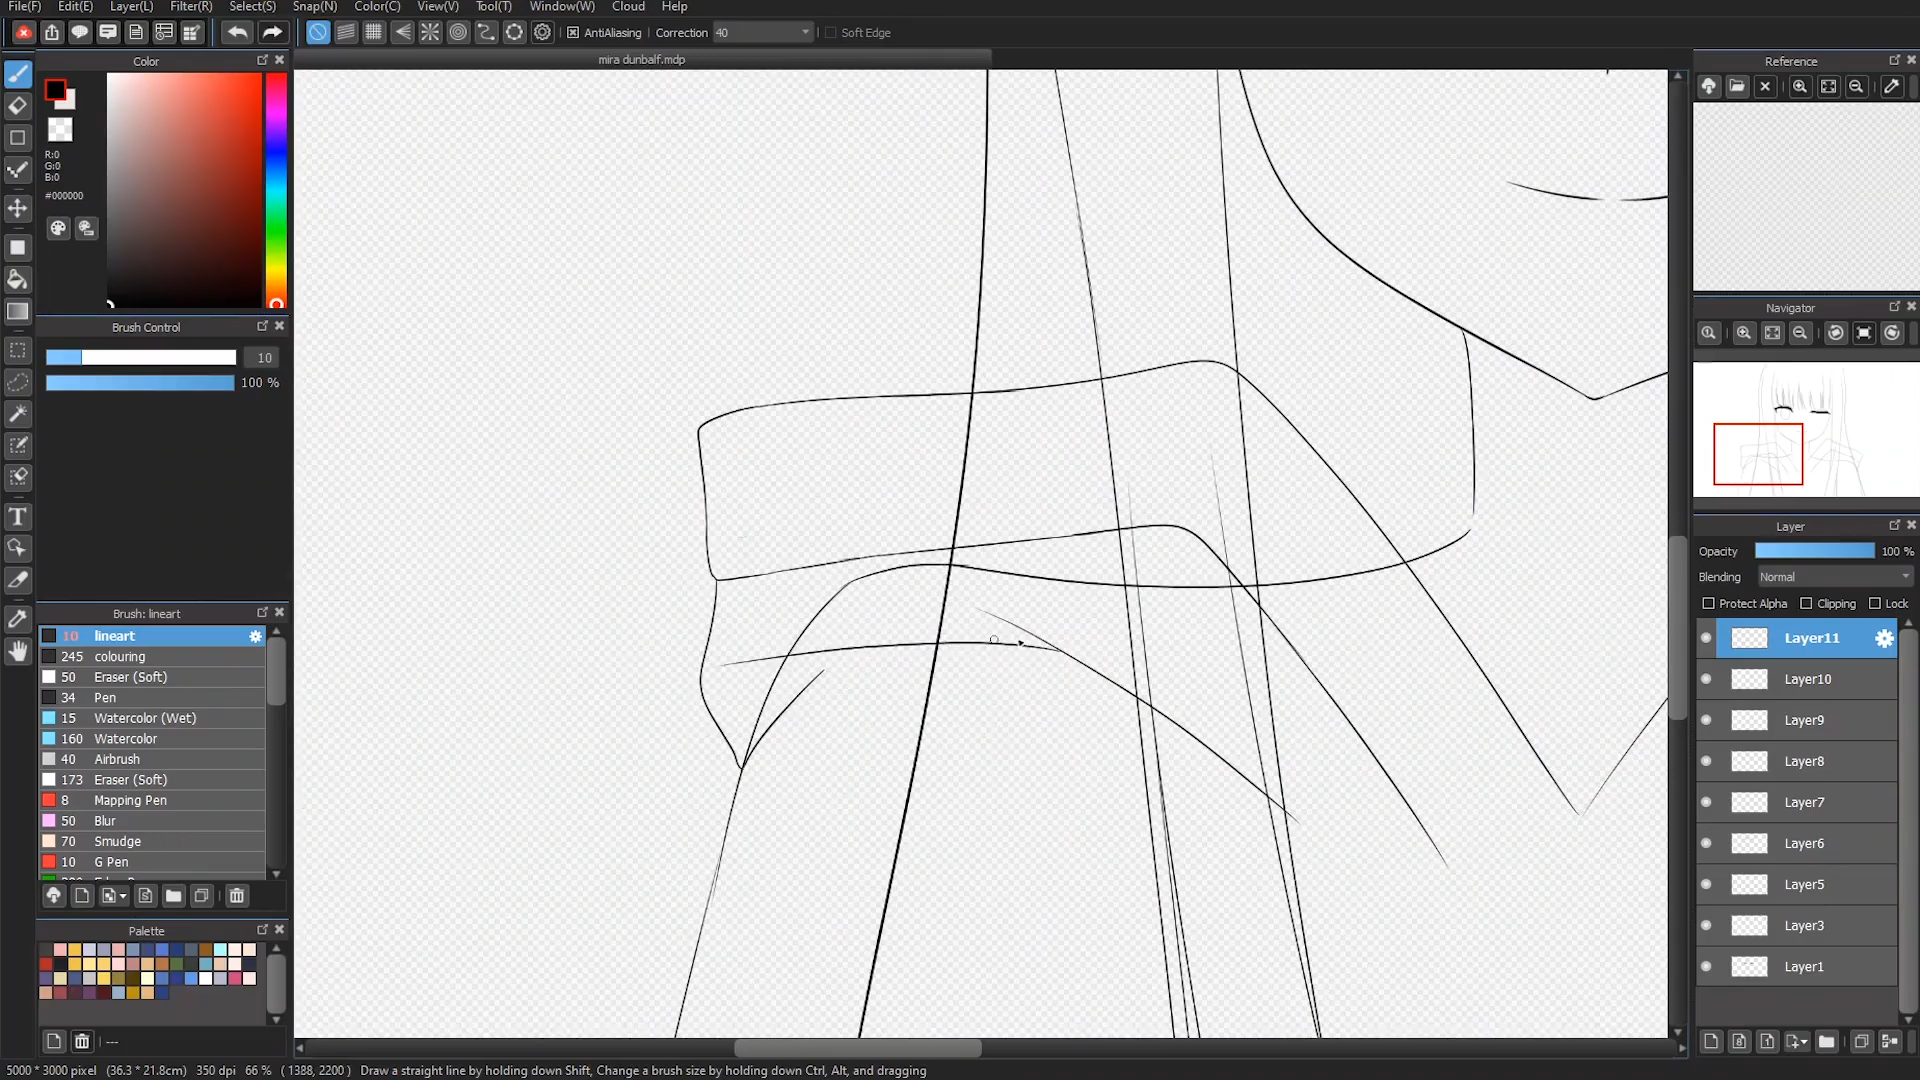 File(F) Edit(E) Layer(L) Filter(R) Select(S) Snap(N) Color(C) View(V) Tool(T) Window(W) Cloud Help
AntiAliasing Correction 40 Soft Edge
Color
mira dunbalf.mdp
Reference
R:0
G:0
B:0
#000000
Navigator
Brush Control
10
100 %
Layer
Opacity 100 %
Blending Normal
Protect Alpha Clipping Lock
Brush: lineart
10 lineart
245 colouring
50 Eraser (Soft)
34 Pen
15 Watercolor (Wet)
160 Watercolor
40 Airbrush
173 Eraser (Soft)
8 Mapping Pen
50 Blur
70 Smudge
10 G Pen
Layer11
Layer10
Layer9
Layer8
Layer7
Layer6
Layer5
Layer3
Layer1
Palette
---
5000 * 3000 pixel (36.3 * 21.8cm) 350 dpi 66 % ( 1388, 2200 ) Draw a straight line by holding down Shift, Change a brush size by holding down Ctrl, Alt, and dragging